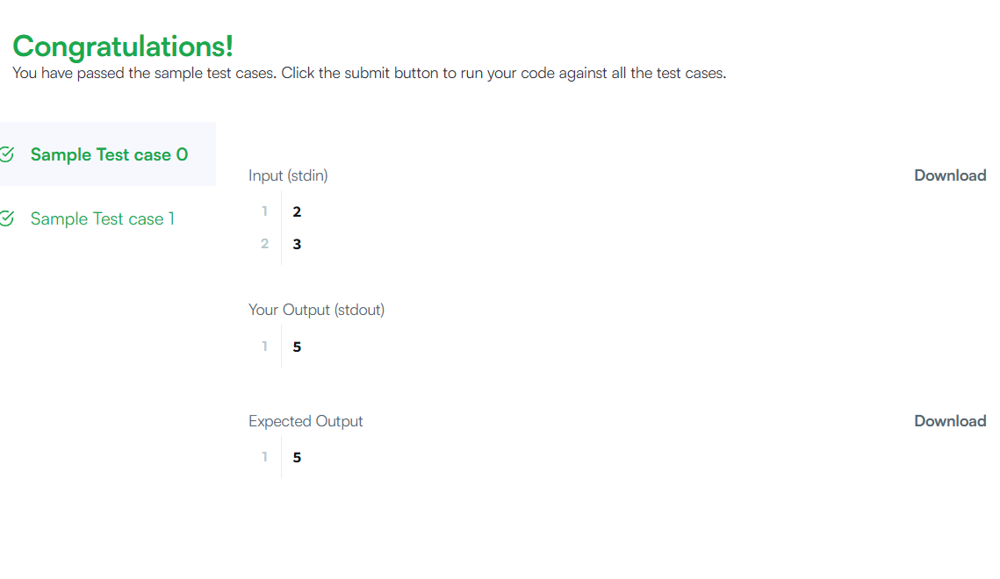 Congratulations!
You have passed the sample test cases. Click the submit button to run your code against all the test cases.
Sample Test case 0
Sample Test case 1
Input (stdin)
Download
1 2
2 3
Your Output (stdout)
1 5
Expected Output
Download
1 5